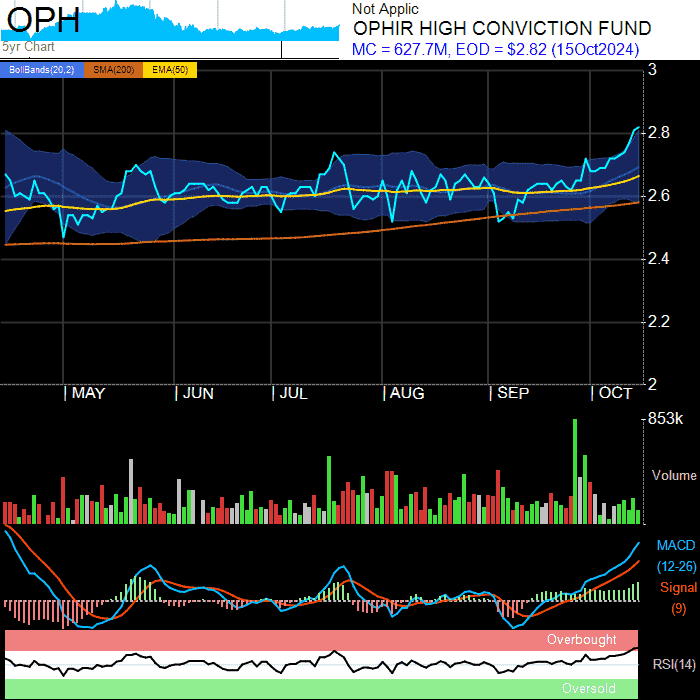 OPH
5yr Chart
Not Applic
OPHIR HIGH CONVICTION FUND
MC = 627.7M, EOD = $2.82 (15Oct2024)
BollBands(20,2) SMA(200) EMA(50)
3
2.8
2.6
2.4
2.2
2
MAY JUN JUL AUG SEP OCT
853k
Volume
MACD
(12-26)
Signal
(9)
Overbought
RSI(14)
Oversold